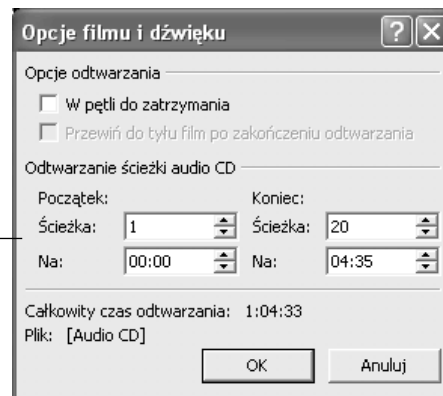 Opcje filmu i dźwięku
Opcje odtwarzania
W pętli do zatrzymania
Przewiń do tyłu film po zakończeniu odtwarzania
Odtwarzanie ścieżki audio CD
Początek: Koniec:
Ścieżka: 1 Ścieżka: 20
Na: 00:00 Na: 04:35
Całkowity czas odtwarzania: 1:04:33
Plik: [Audio CD]
OK Anuluj